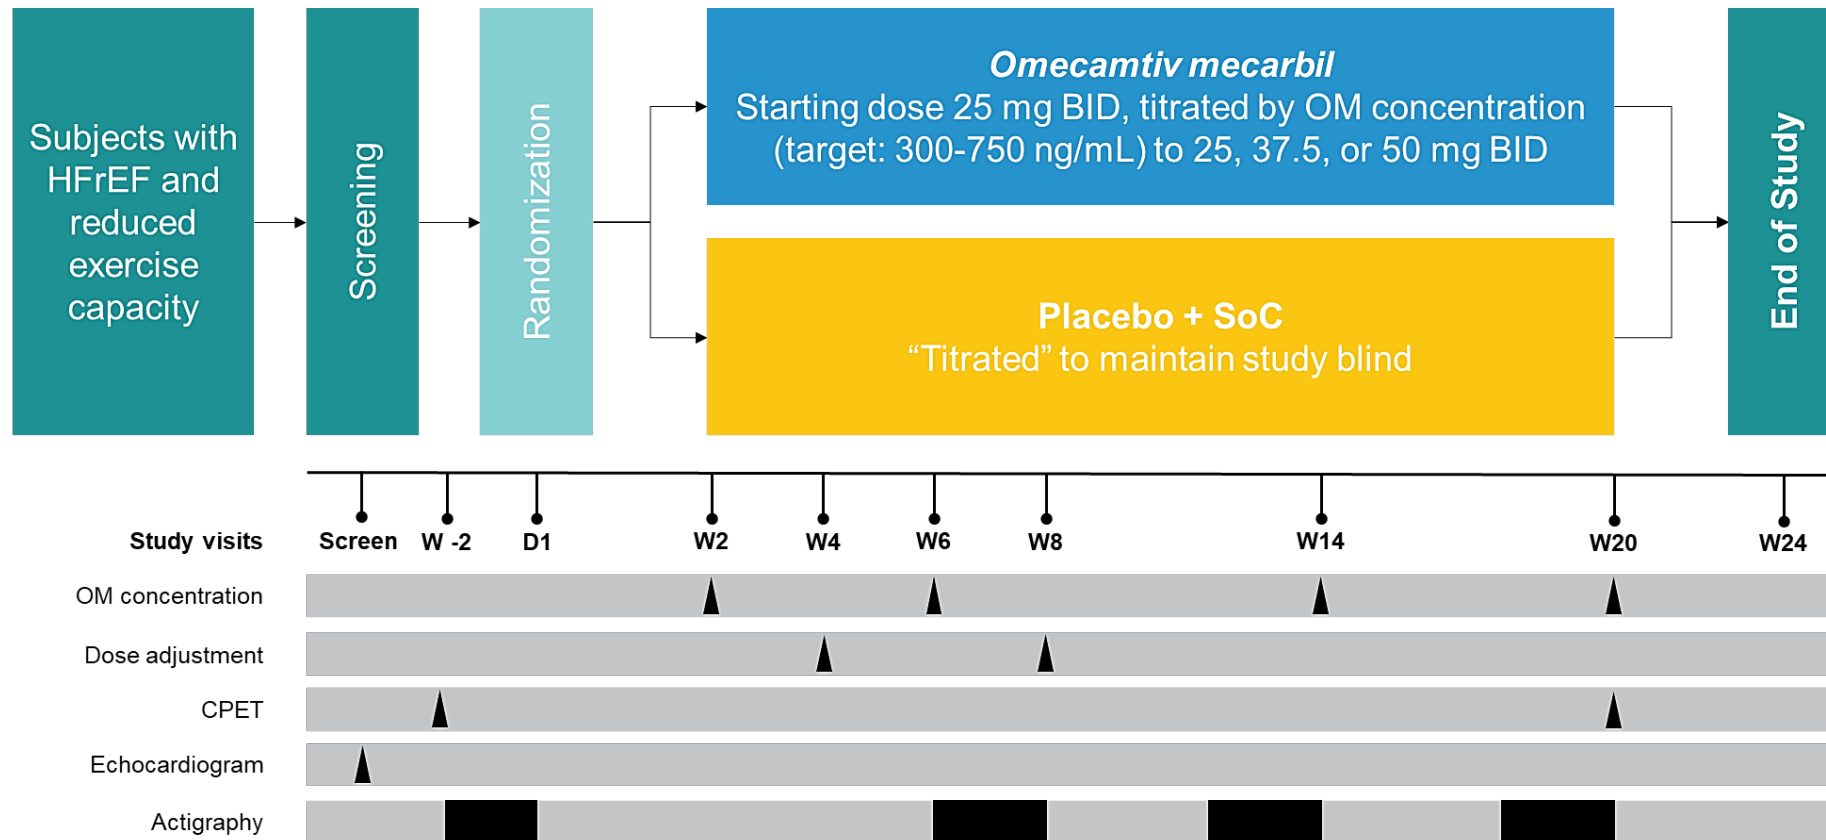 Subjects with
HFrEF and
reduced
exercise
capacity
Screening
Randomization
Omecamtiv mecarbil
Starting dose 25 mg BID, titrated by OM concentration
(target: 300-750 ng/mL) to 25, 37.5, or 50 mg BID
Placebo + SoC
“Titrated” to maintain study blind
End of Study
Study visits Screen W -2 D1 W2 W4 W6 W8 W14 W20 W24
OM concentration
Dose adjustment
CPET
Echocardiogram
Actigraphy